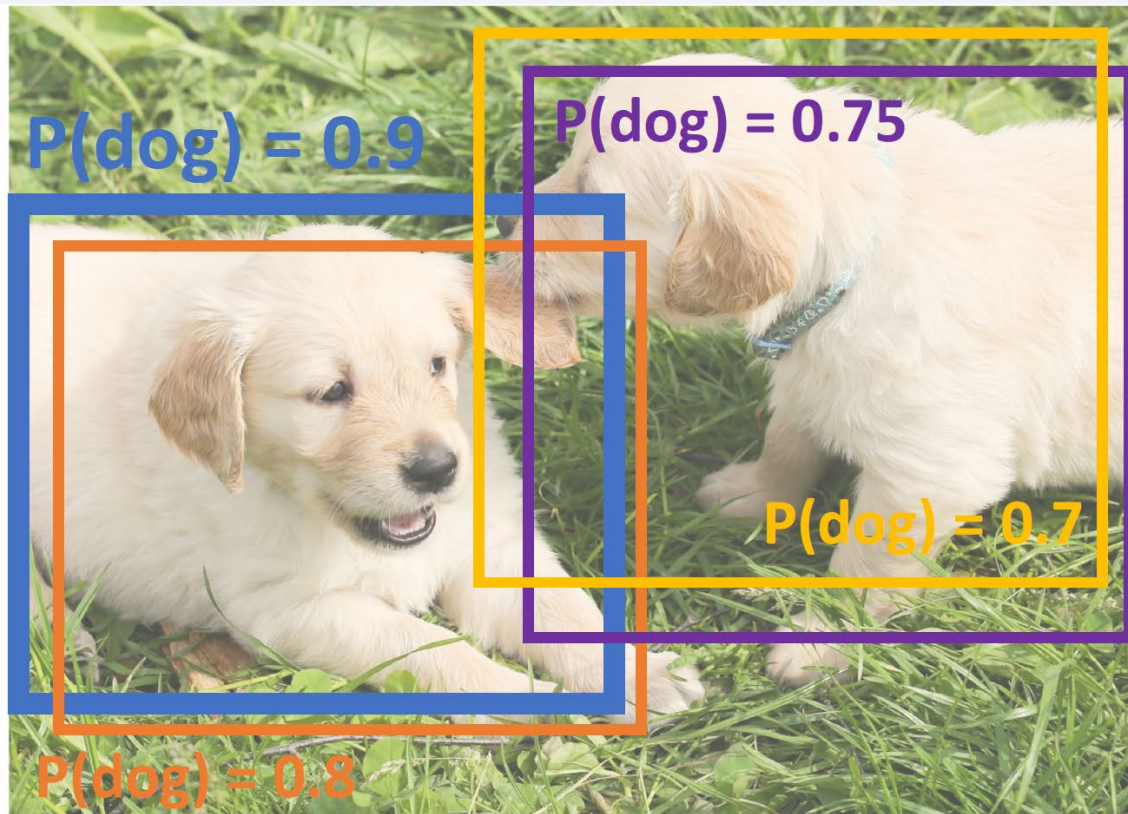 P(dog) = 0.9
P(dog) = 0.75
P(dog) = 0.7
P(dog) = 0.8